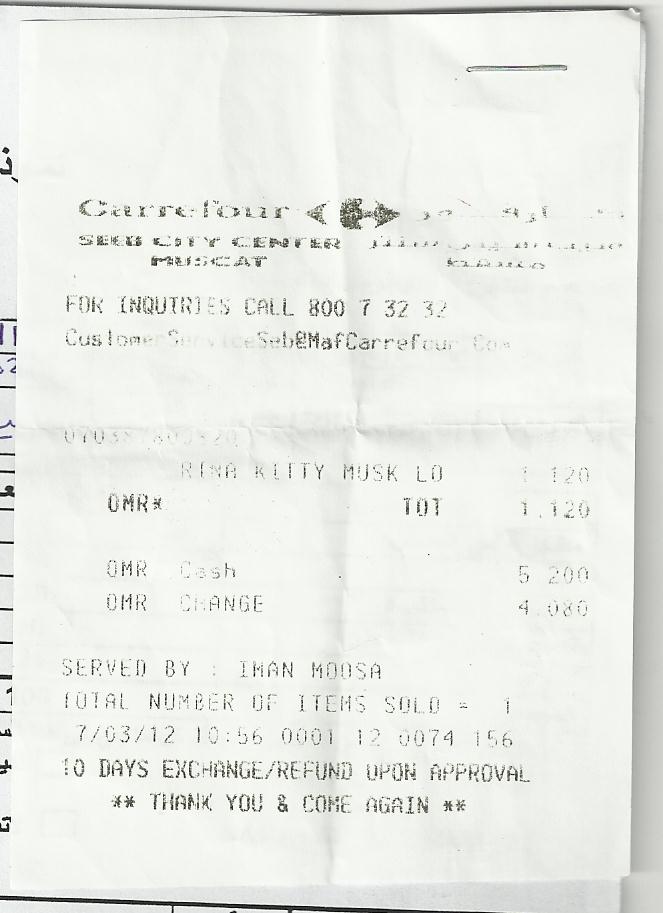 Carrefour
SEEB CITY CENTER
MUSCAT
FOR INQUIRIES CALL 800 7 32 32
CustomerServiceSeb@MafCarrefour.Com
RINA KITTY MUSK LO 1.120
OMR* TOT 1.120
OMR Cash 5.200
OMR CHANGE 4.080
SERVED BY : IMAN MOOSA
TOTAL NUMBER OF ITEMS SOLD = 1
7/03/12 10:56 0001 12 0074 156
10 DAYS EXCHANGE/REFUND UPON APPROVAL
** THANK YOU & COME AGAIN **